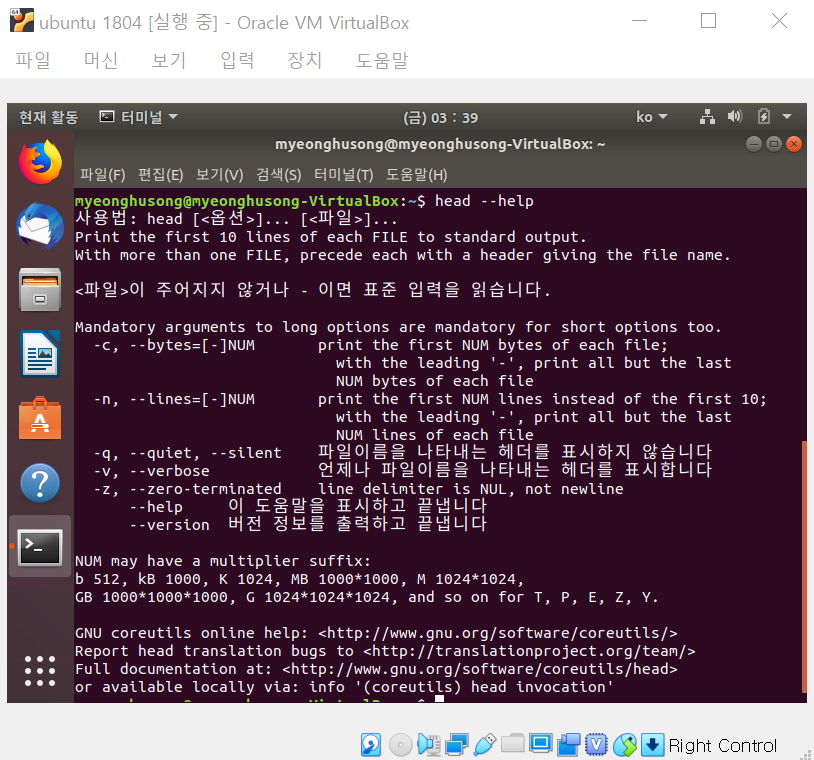 ubuntu 1804 [실행 중] - Oracle VM VirtualBox
파일 머신 보기 입력 장치 도움말
현재 활동 터미널 (금) 03 : 39 ko
myeonghusong@myeonghusong-VirtualBox: ~
파일(F) 편집(E) 보기(V) 검색(S) 터미널(T) 도움말(H)
myeonghusong@myeonghusong-VirtualBox:~$ head --help
사용법: head [<옵션>]... [<파일>]...
Print the first 10 lines of each FILE to standard output.
With more than one FILE, precede each with a header giving the file name.
<파일>이 주어지지 않거나 - 이면 표준 입력을 읽습니다.
Mandatory arguments to long options are mandatory for short options too.
-c, --bytes=[-]NUM print the first NUM bytes of each file;
with the leading '-', print all but the last
NUM bytes of each file
-n, --lines=[-]NUM print the first NUM lines instead of the first 10;
with the leading '-', print all but the last
NUM lines of each file
-q, --quiet, --silent 파일이름을 나타내는 헤더를 표시하지 않습니다
-v, --verbose 언제나 파일이름을 나타내는 헤더를 표시합니다
-z, --zero-terminated line delimiter is NUL, not newline
--help 이 도움말을 표시하고 끝냅니다
--version 버전 정보를 출력하고 끝냅니다
NUM may have a multiplier suffix:
b 512, kB 1000, K 1024, MB 1000*1000, M 1024*1024,
GB 1000*1000*1000, G 1024*1024*1024, and so on for T, P, E, Z, Y.
GNU coreutils online help: <http://www.gnu.org/software/coreutils/>
Report head translation bugs to <http://translationproject.org/team/>
Full documentation at: <http://www.gnu.org/software/coreutils/head>
or available locally via: info '(coreutils) head invocation'
Right Control